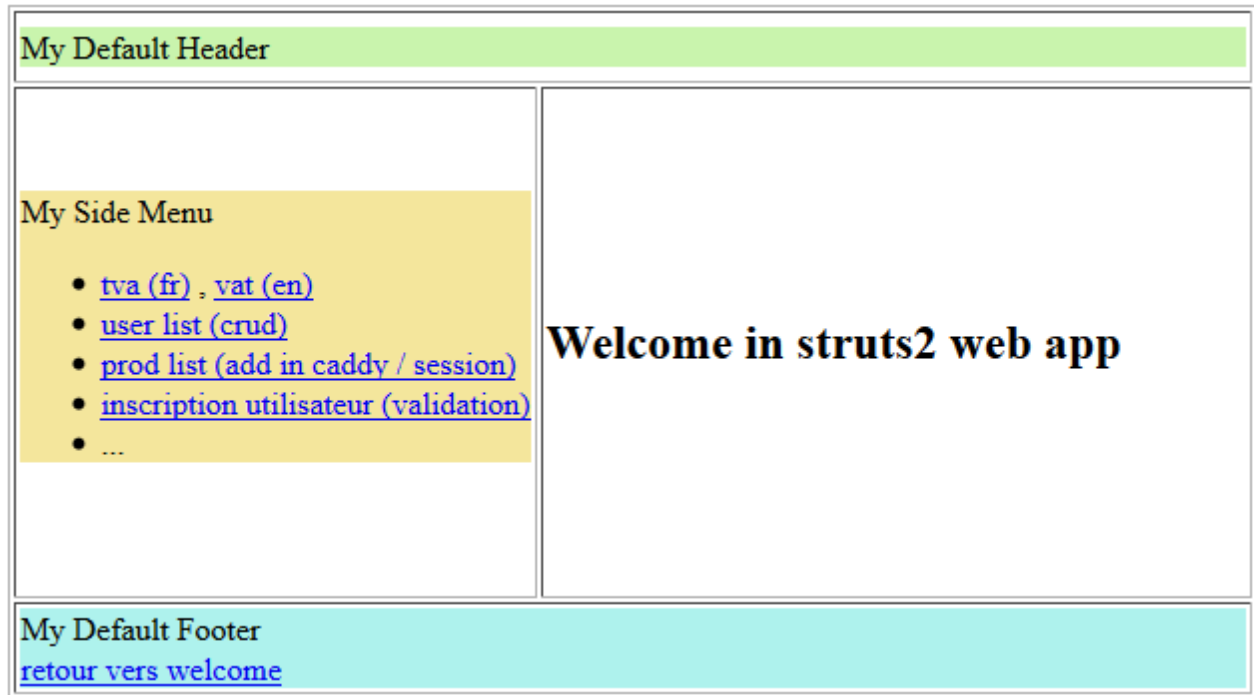 My Default Header
My Side Menu
• tva (fr) , vat (en)
• user list (crud)
• prod list (add in caddy / session)
• inscription utilisateur (validation)
• ...
Welcome in struts2 web app
My Default Footer
retour vers welcome